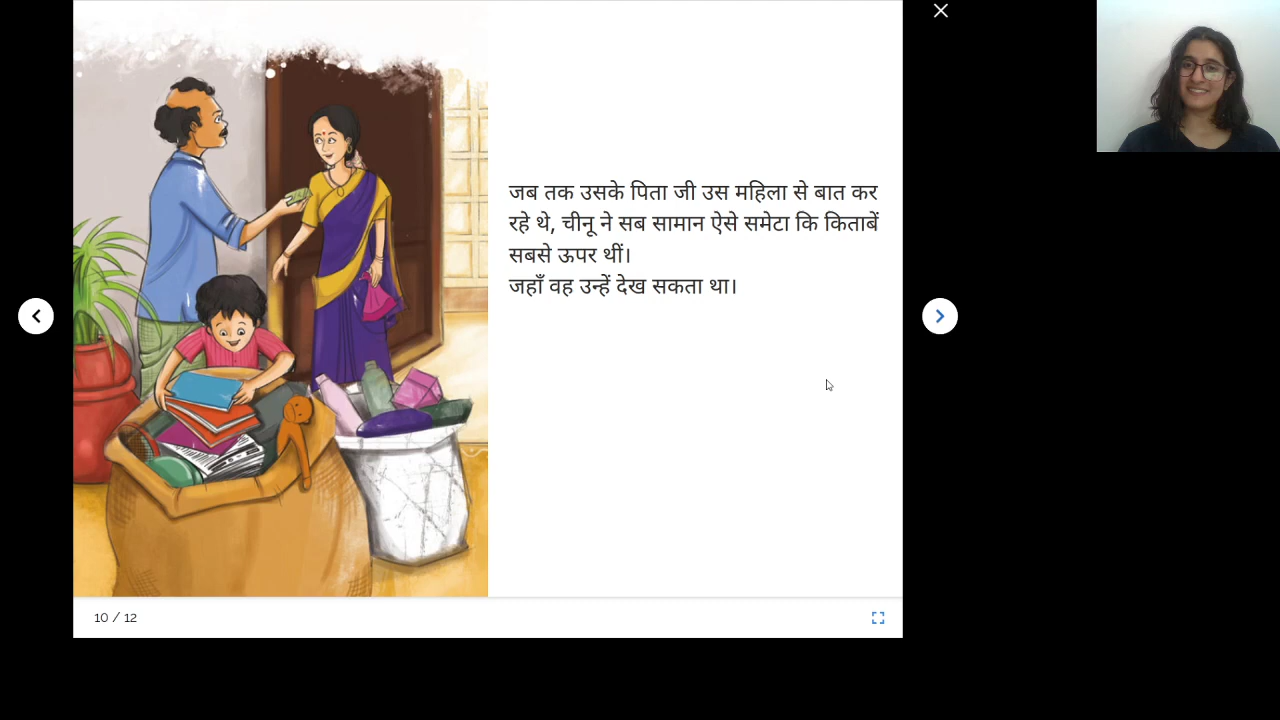 जब तक उसके पिता जी उस महिला से बात कर
रहे थे, चीनू ने सब सामान ऐसे समेटा कि किताबें
सबसे ऊपर थीं।
जहाँ वह उन्हें देख सकता था।
10 / 12